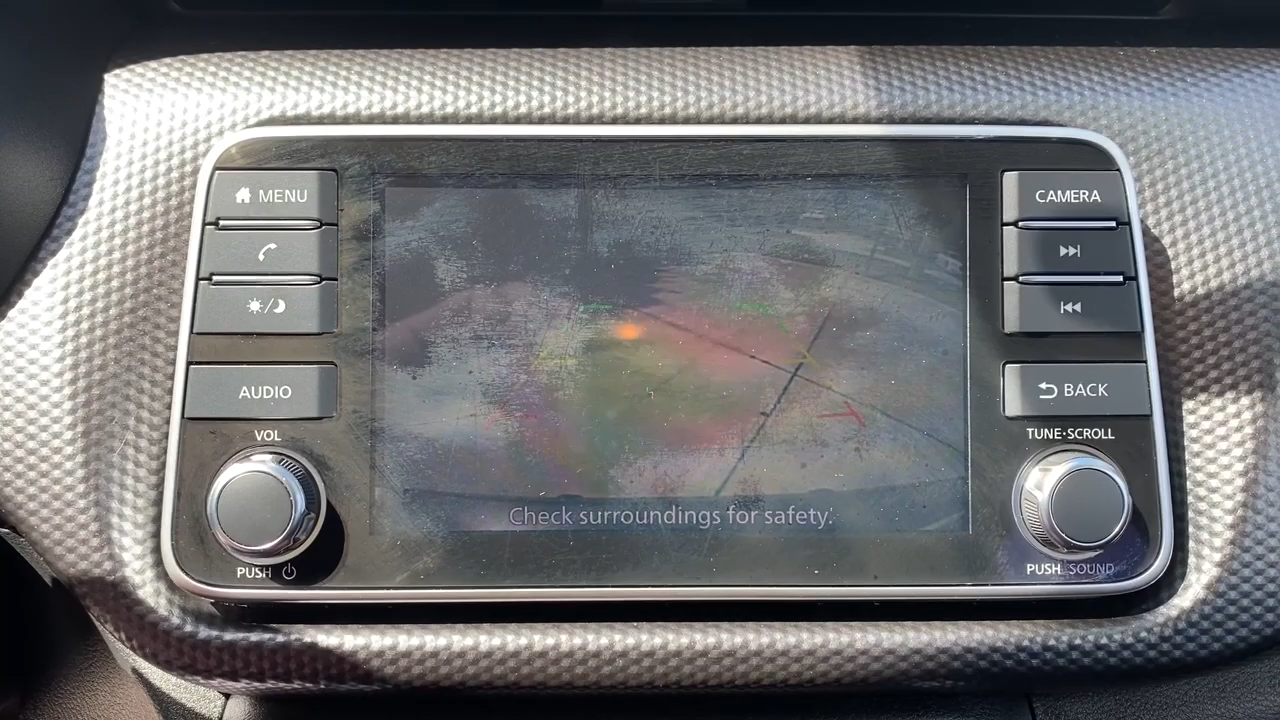 MENU
AUDIO
VOL
PUSH
CAMERA
BACK
TUNE·SCROLL
PUSH SOUND
Check surroundings for safety.